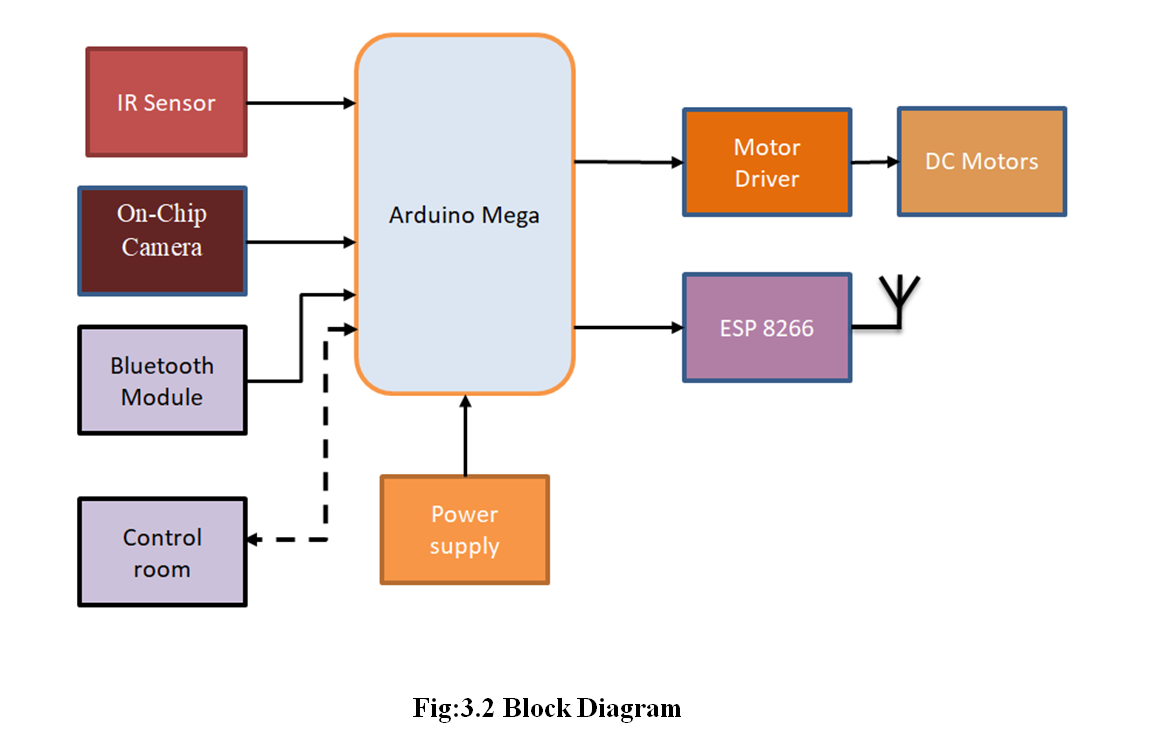 IR Sensor
On-Chip
Camera
Bluetooth
Module
Control
room
Arduino Mega
Power
supply
Motor
Driver
DC Motors
ESP 8266
Fig:3.2 Block Diagram